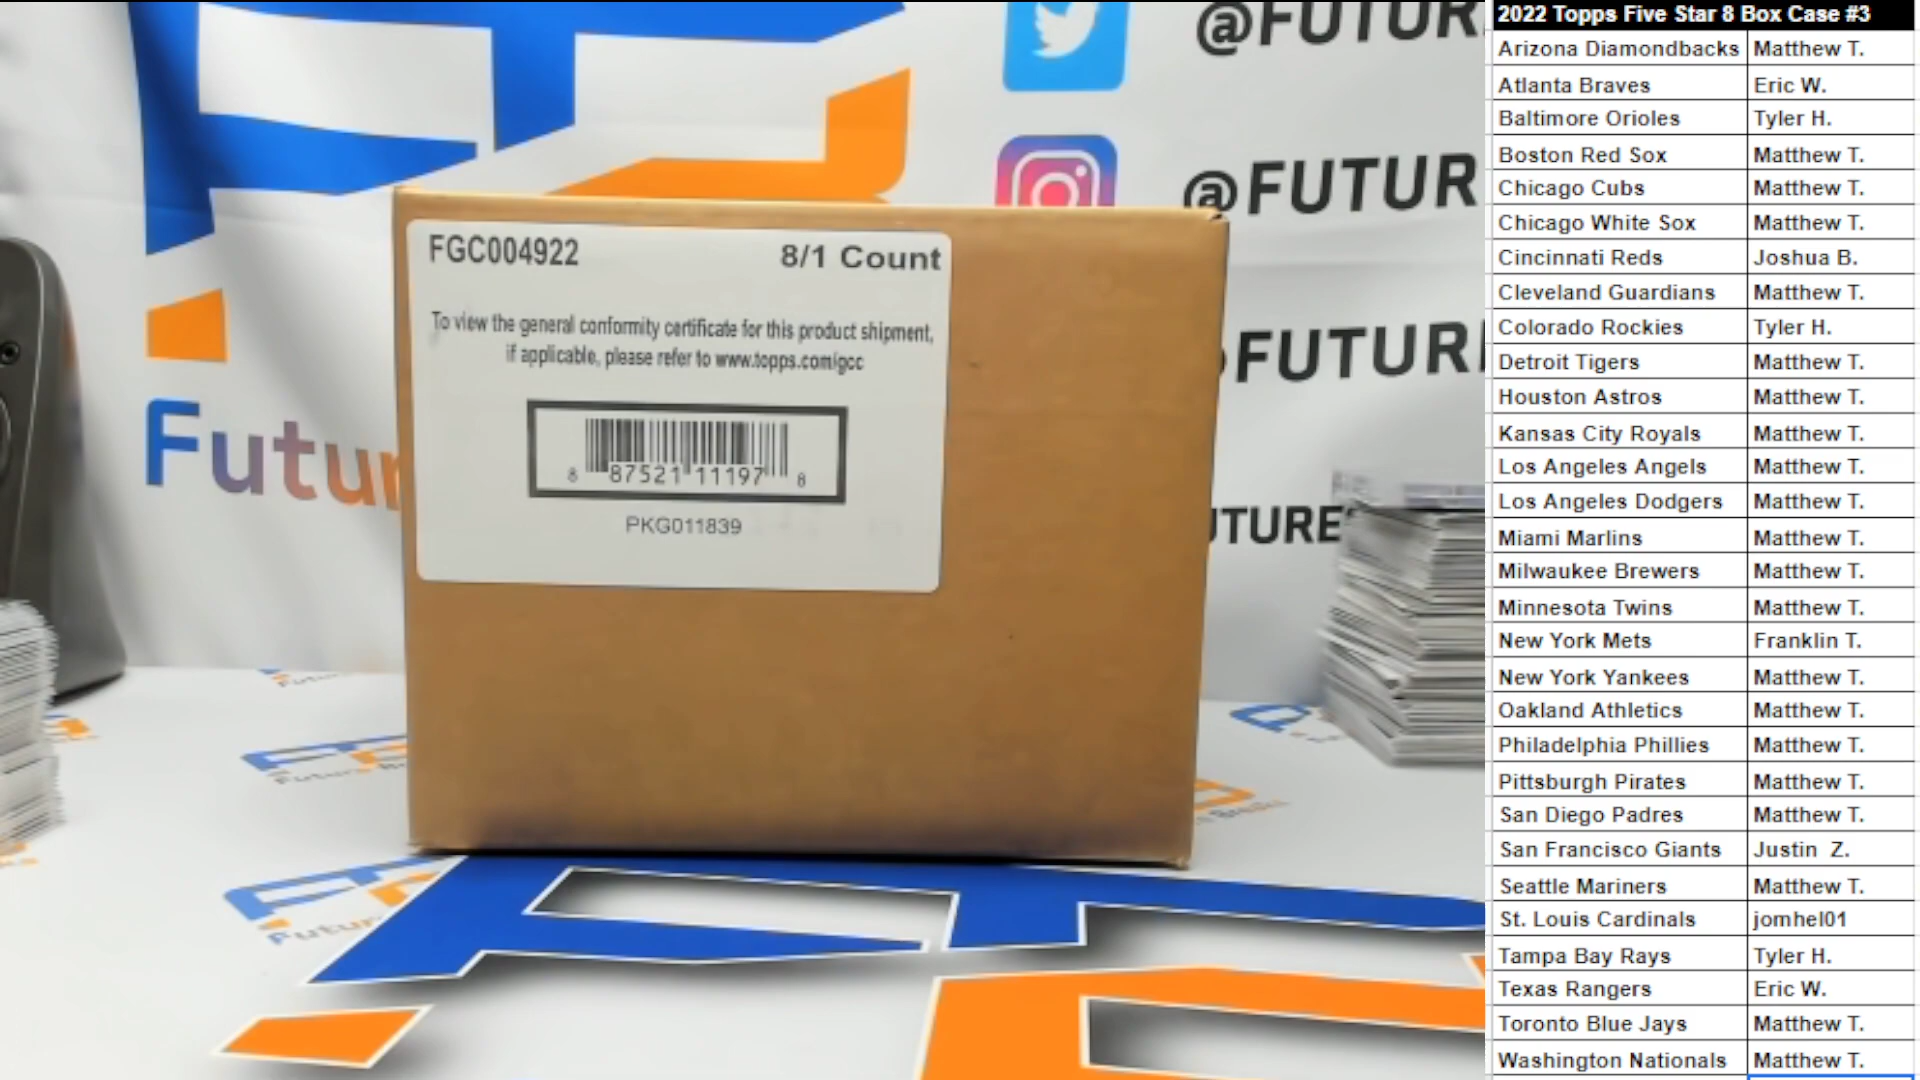 @FUTUR
@FUTUR
FUTUR
UTURE
Futur
FGC004922 8/1 Count
To view the general conformity certificate for this product shipment,
if applicable, please refer to www.topps.com/gcc
8 87521 11197 8
PKG011839
2022 Topps Five Star 8 Box Case #3
Arizona Diamondbacks Matthew T.
Atlanta Braves Eric W.
Baltimore Orioles Tyler H.
Boston Red Sox Matthew T.
Chicago Cubs Matthew T.
Chicago White Sox Matthew T.
Cincinnati Reds Joshua B.
Cleveland Guardians Matthew T.
Colorado Rockies Tyler H.
Detroit Tigers Matthew T.
Houston Astros Matthew T.
Kansas City Royals Matthew T.
Los Angeles Angels Matthew T.
Los Angeles Dodgers Matthew T.
Miami Marlins Matthew T.
Milwaukee Brewers Matthew T.
Minnesota Twins Matthew T.
New York Mets Franklin T.
New York Yankees Matthew T.
Oakland Athletics Matthew T.
Philadelphia Phillies Matthew T.
Pittsburgh Pirates Matthew T.
San Diego Padres Matthew T.
San Francisco Giants Justin Z.
Seattle Mariners Matthew T.
St. Louis Cardinals jomhel01
Tampa Bay Rays Tyler H.
Texas Rangers Eric W.
Toronto Blue Jays Matthew T.
Washington Nationals Matthew T.